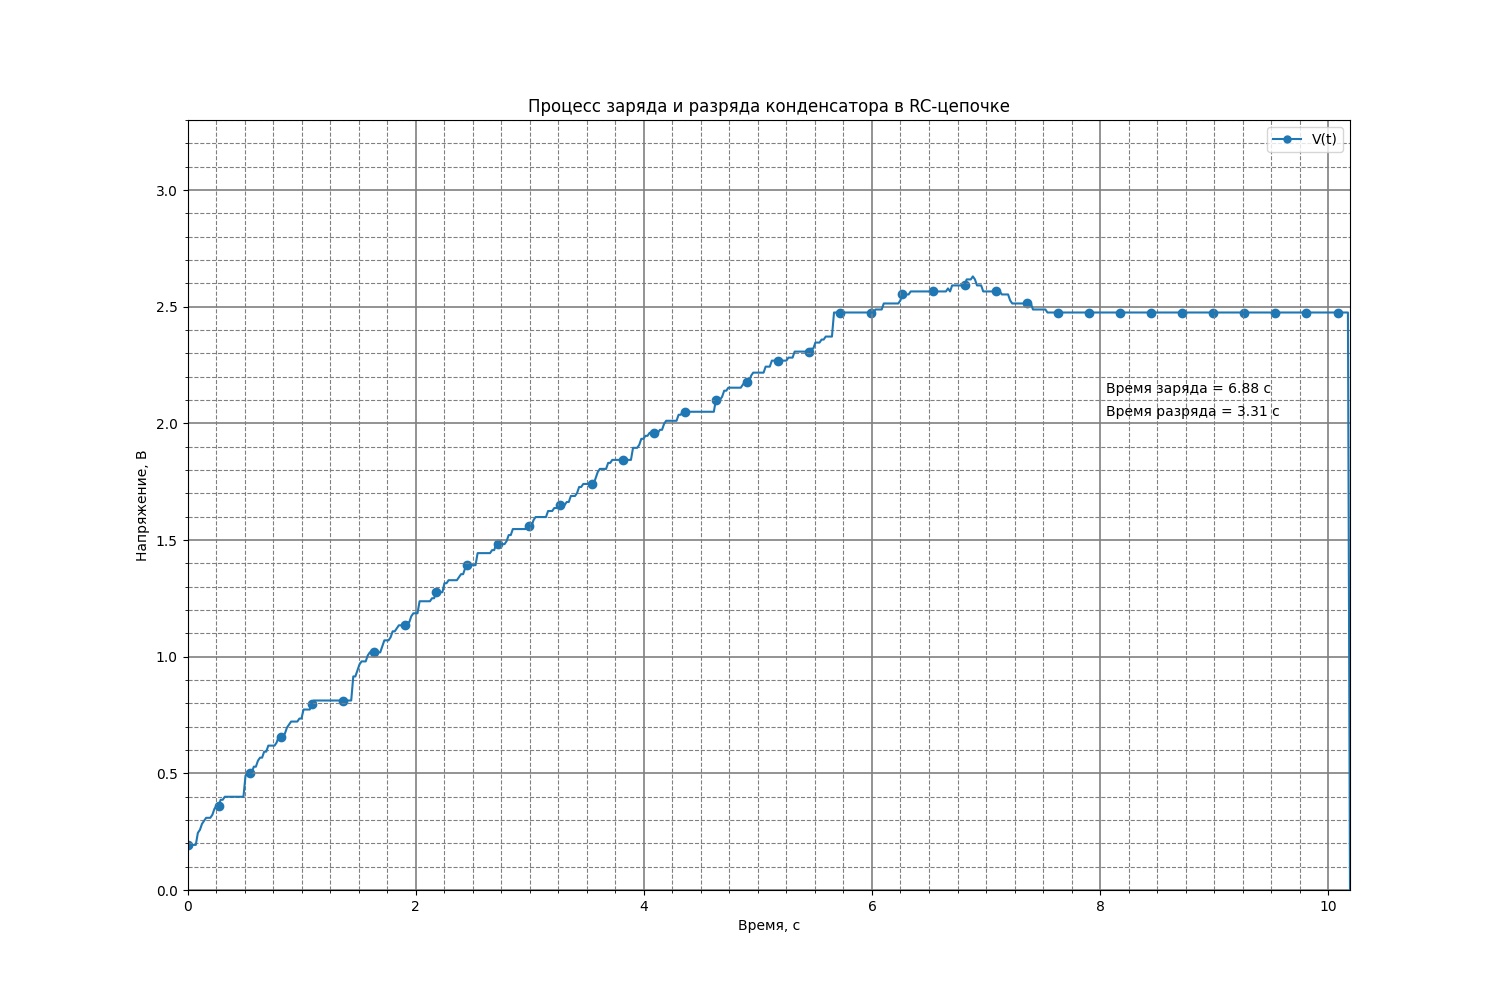 Процесс заряда и разряда конденсатора в RC-цепочке
V(t)
3.0
2.5
2.0
1.5
1.0
0.5
0.0
Напряжение, В
Время заряда = 6.88 с
Время разряда = 3.31 с
0 2 4 6 8 10
Время, с